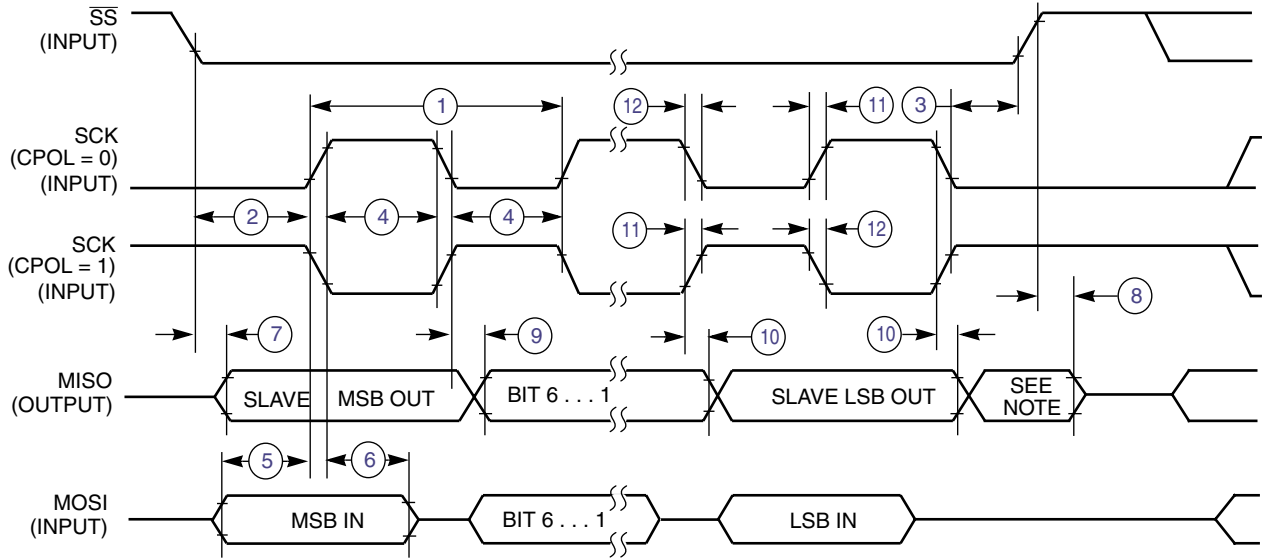 SS
(INPUT)
1
12
11
3
SCK
(CPOL = 0)
(INPUT)
2
4
4
11
12
SCK
(CPOL = 1)
(INPUT)
8
7
9
10
10
MISO
(OUTPUT)
SLAVE MSB OUT
BIT 6 . . . 1
SLAVE LSB OUT
SEE
NOTE
5
6
MOSI
(INPUT)
MSB IN
BIT 6 . . . 1
LSB IN